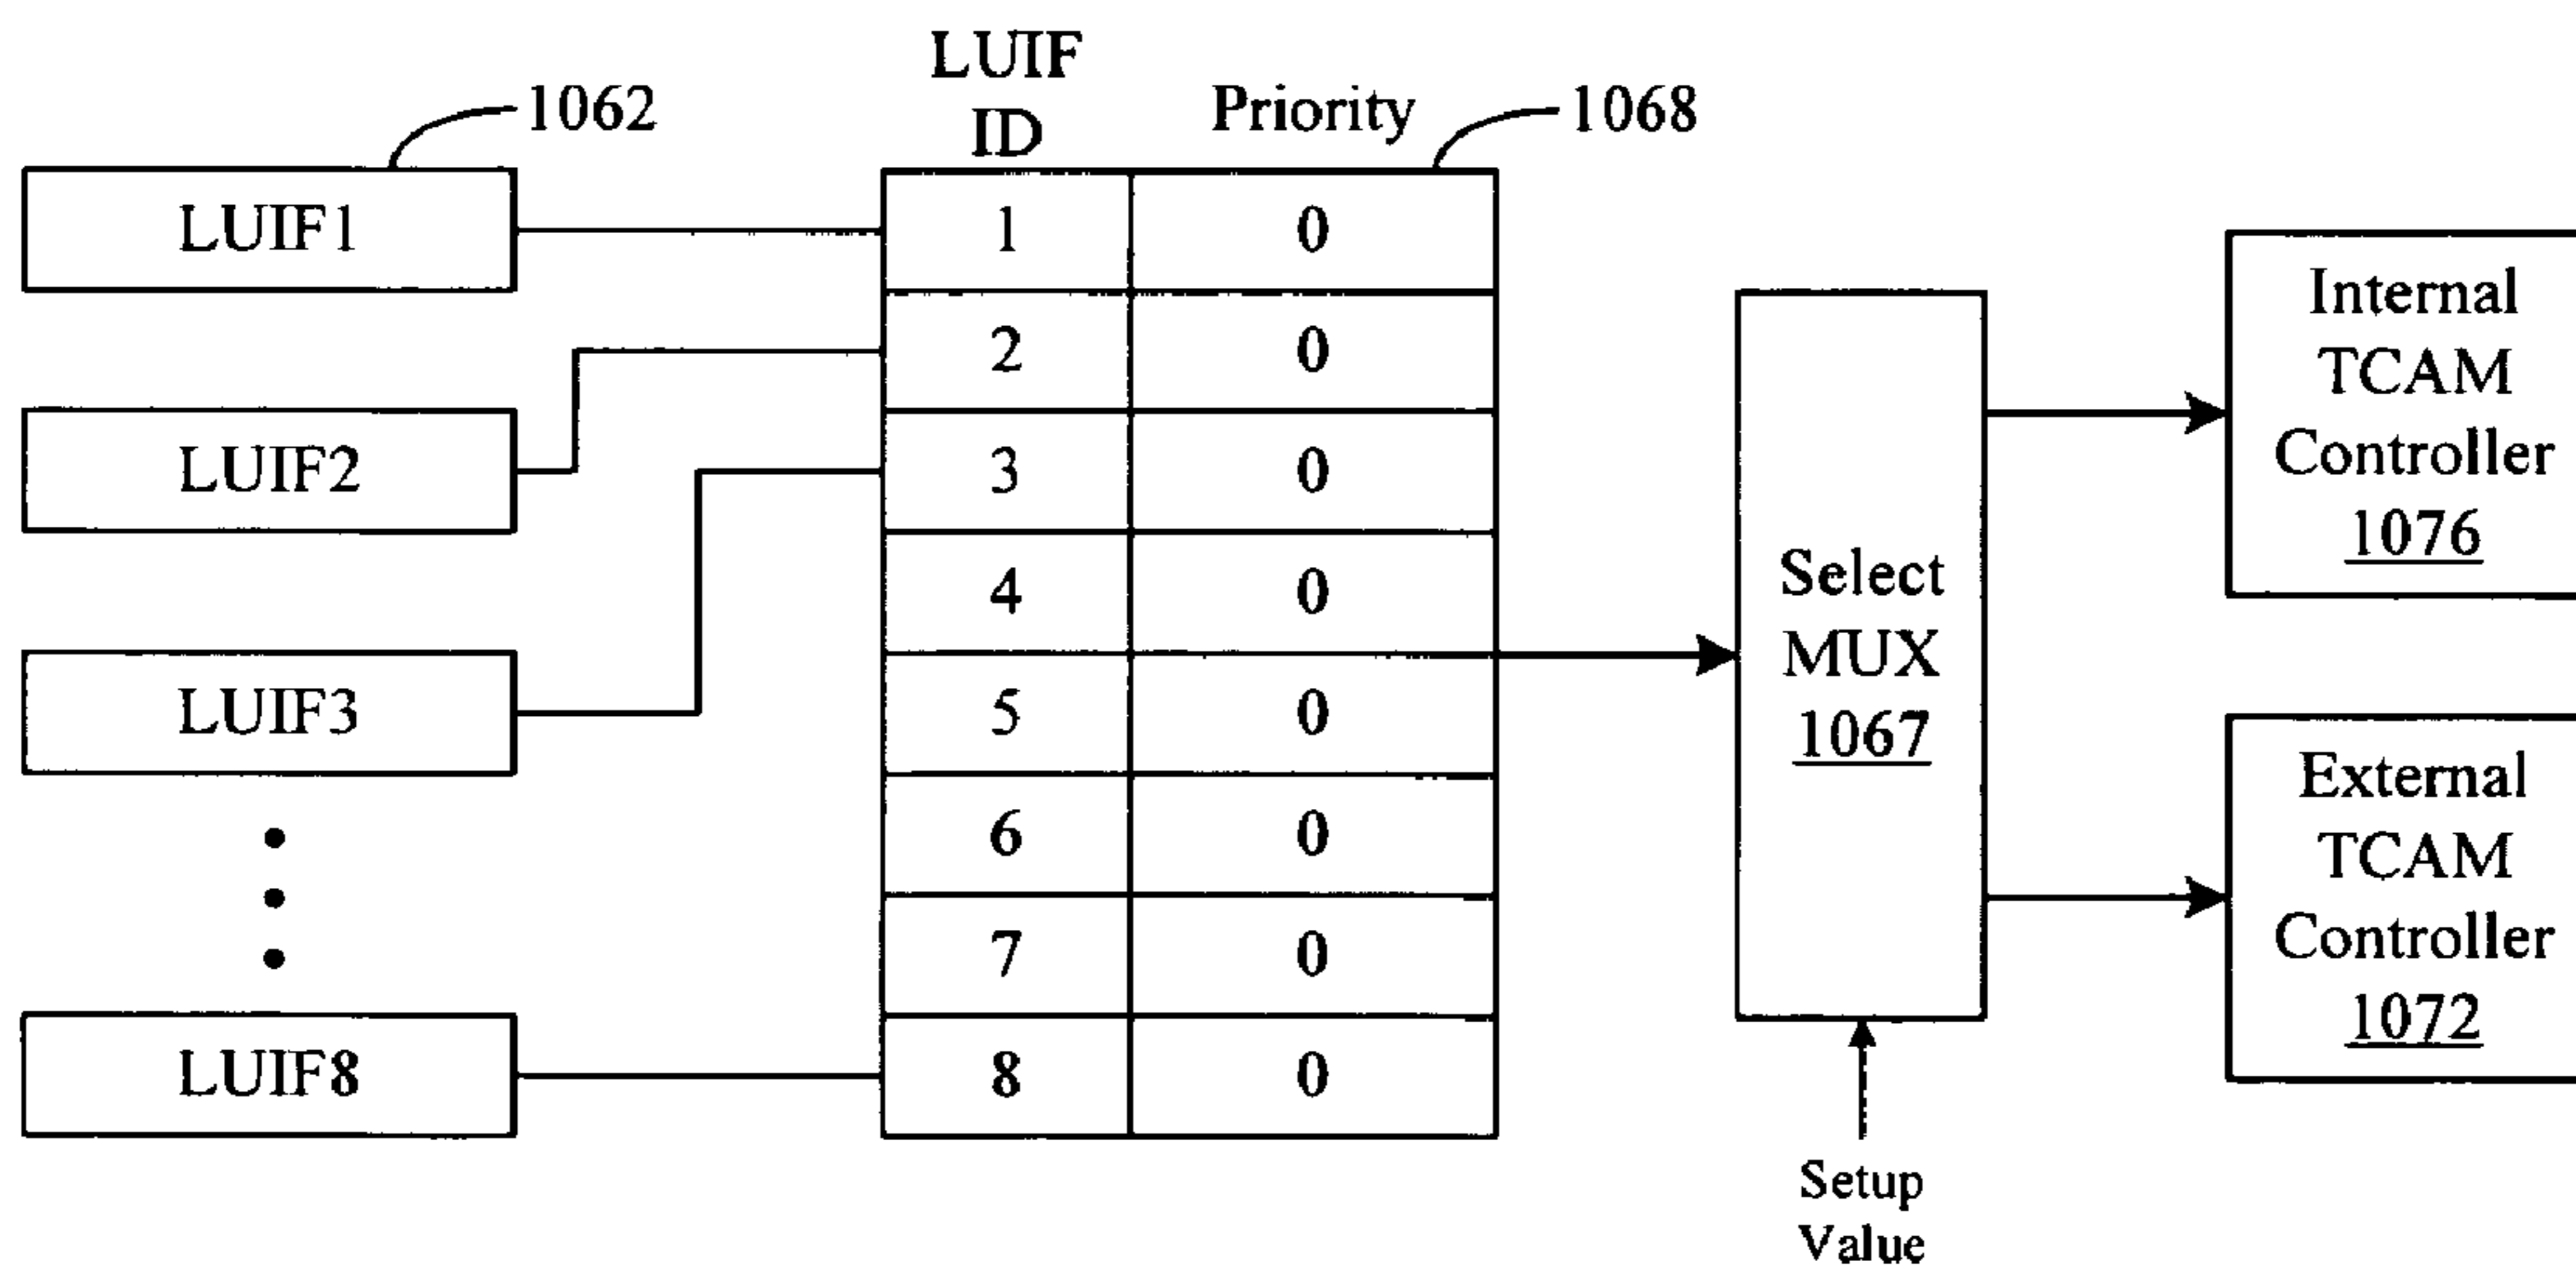 1062
LUIF1
LUIF2
LUIF3
LUIF8
LUIF
ID
Priority
1068
1 0
2 0
3 0
4 0
5 0
6 0
7 0
8 0
Select
MUX
1067
Setup
Value
Internal
TCAM
Controller
1076
External
TCAM
Controller
1072